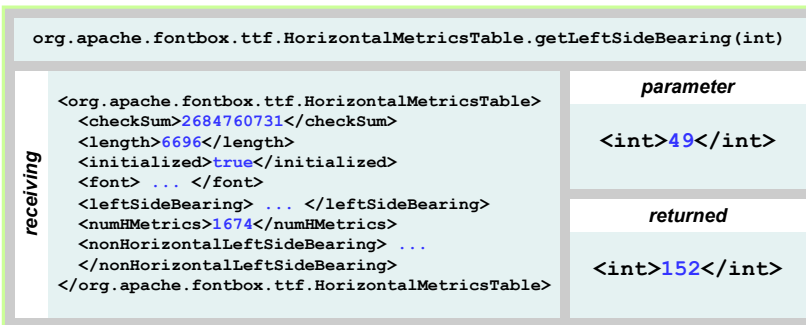 org.apache.fontbox.ttf.HorizontalMetricsTable.getLeftSideBearing(int)
receiving
<org.apache.fontbox.ttf.HorizontalMetricsTable>
<checkSum>2684760731</checkSum>
<length>6696</length>
<initialized>true</initialized>
<font> ... </font>
<leftSideBearing> ... </leftSideBearing>
<numHMetrics>1674</numHMetrics>
<nonHorizontalLeftSideBearing> ...
</nonHorizontalLeftSideBearing>
</org.apache.fontbox.ttf.HorizontalMetricsTable>
parameter
<int>49</int>
returned
<int>152</int>